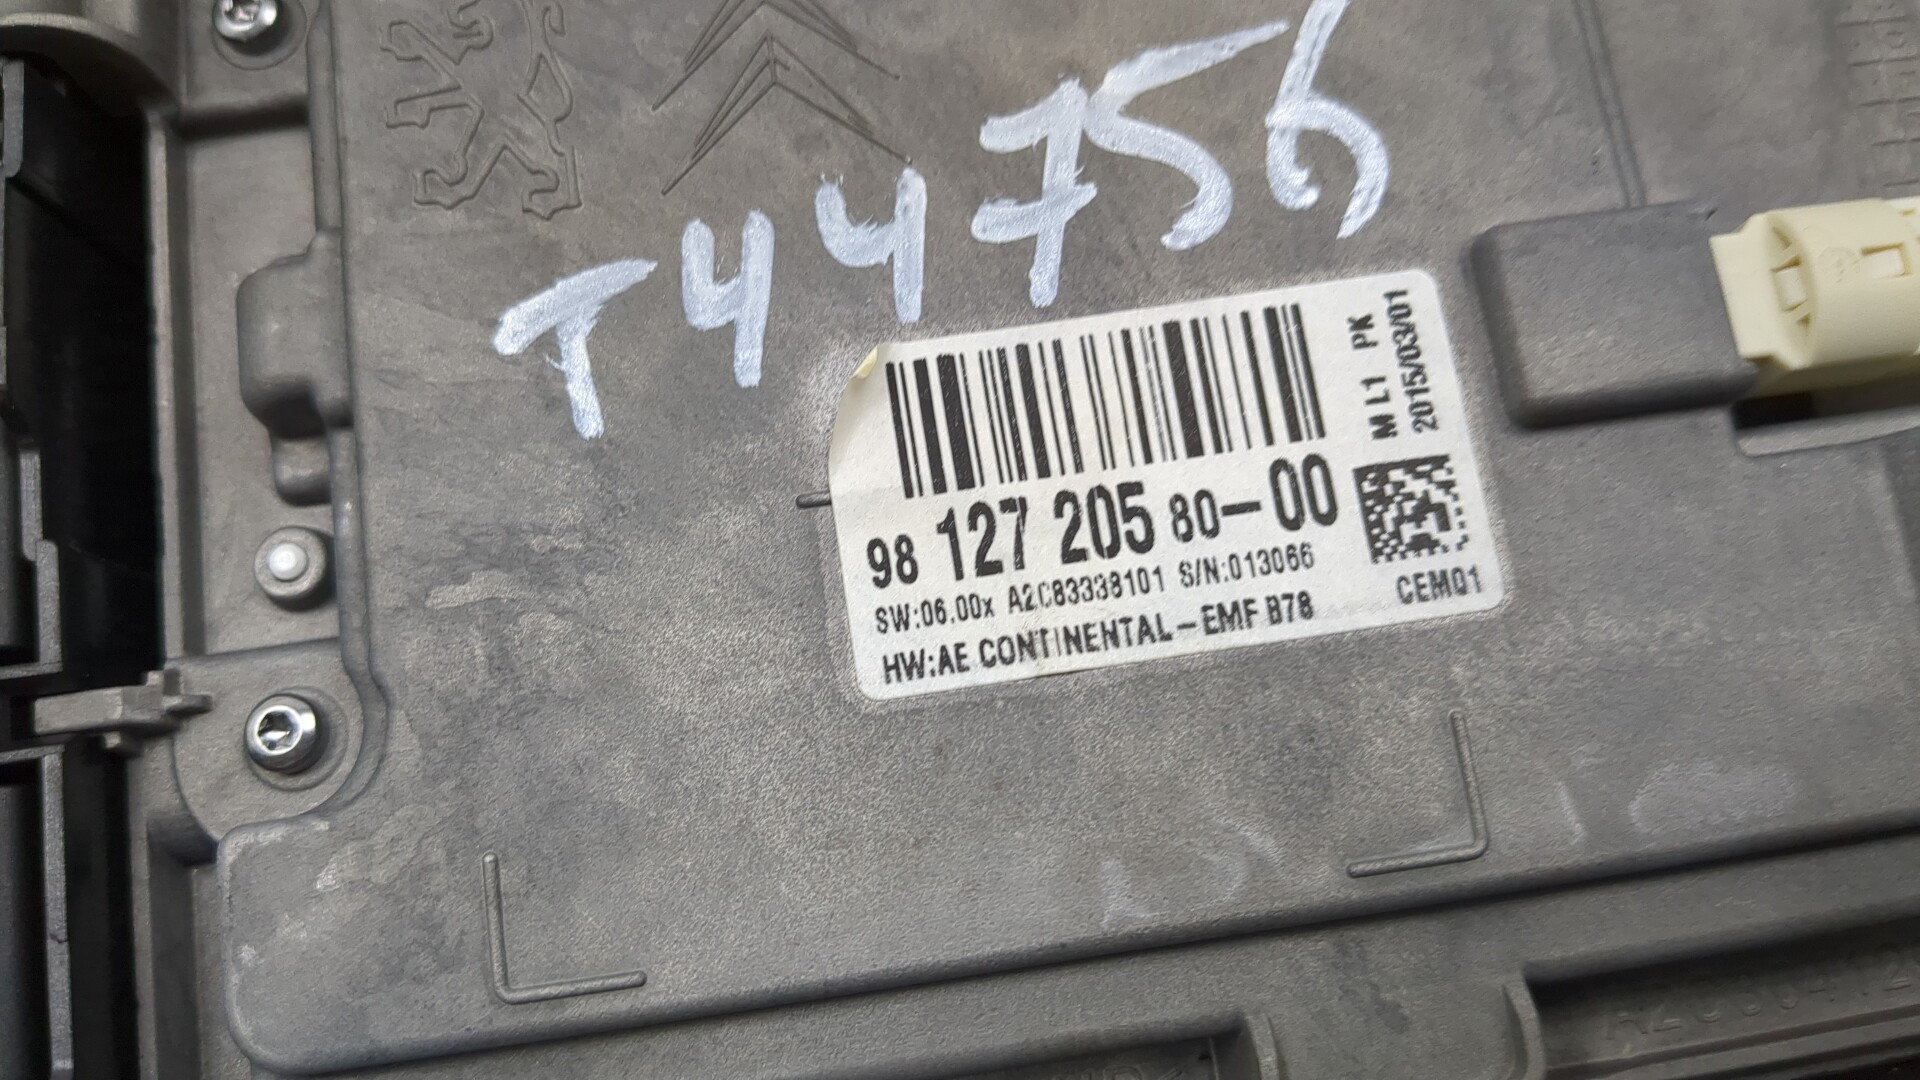 T44756
M L1 PK
2015/03/01
98 127 205 80-00
SW:06.00x A2C83338101 S/N:013066
HW:AE CONTINENTAL-EMF B78
CEM01